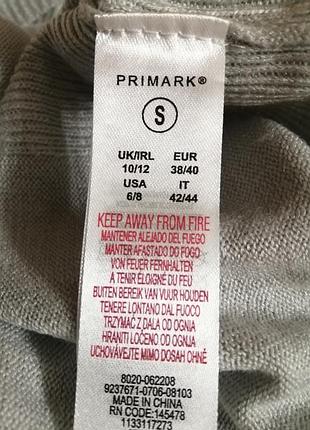 PRIMARK®
S
UK/IRL EUR
10/12 38/40
USA IT
6/8 42/44
KEEP AWAY FROM FIRE
MANTENER ALEJADO DEL FUEGO
MANTER AFASTADO DO FOGO
VON FEUER FERNHALTEN
A TENIR ÉLOIGNÉ DU FEU
BUITEN BEREIK VAN VUUR HOUDEN
TENERE LONTANO DAL FUOCO
TRZYMAĆ Z DALA OD OGNIA
HRANITI LOČENO OD OGNJA
UCHOVÁVEJTE MIMO DOSAH OHNĚ
8020-062208
9237671-0706-08103
MADE IN CHINA
RN CODE:145478
1133117273